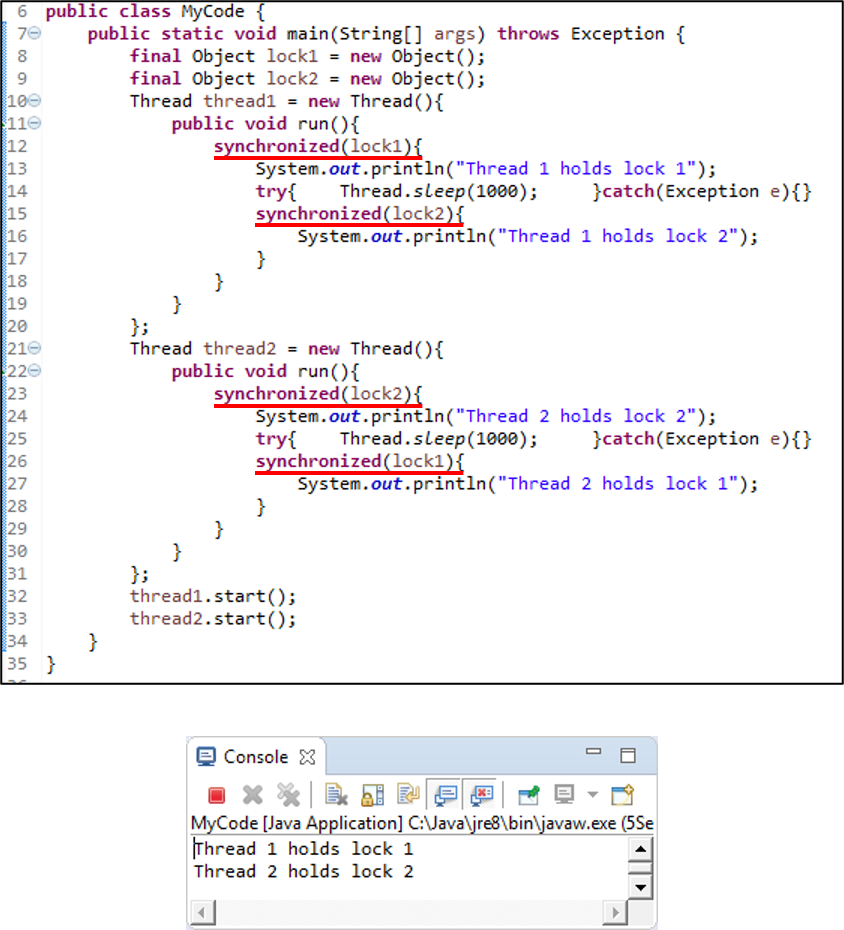 6 public class MyCode {
7 public static void main(String[] args) throws Exception {
8 final Object lock1 = new Object();
9 final Object lock2 = new Object();
10 Thread thread1 = new Thread(){
11 public void run(){
12 synchronized(lock1){
13 System.out.println("Thread 1 holds lock 1");
14 try{    Thread.sleep(1000);     }catch(Exception e){}
15 synchronized(lock2){
16 System.out.println("Thread 1 holds lock 2");
17 }
18 }
19 }
20 };
21 Thread thread2 = new Thread(){
22 public void run(){
23 synchronized(lock2){
24 System.out.println("Thread 2 holds lock 2");
25 try{    Thread.sleep(1000);     }catch(Exception e){}
26 synchronized(lock1){
27 System.out.println("Thread 2 holds lock 1");
28 }
29 }
30 }
31 };
32 thread1.start();
33 thread2.start();
34 }
35 }
Console
MyCode [Java Application] C:\Java\jre8\bin\javaw.exe (5Se
Thread 1 holds lock 1
Thread 2 holds lock 2